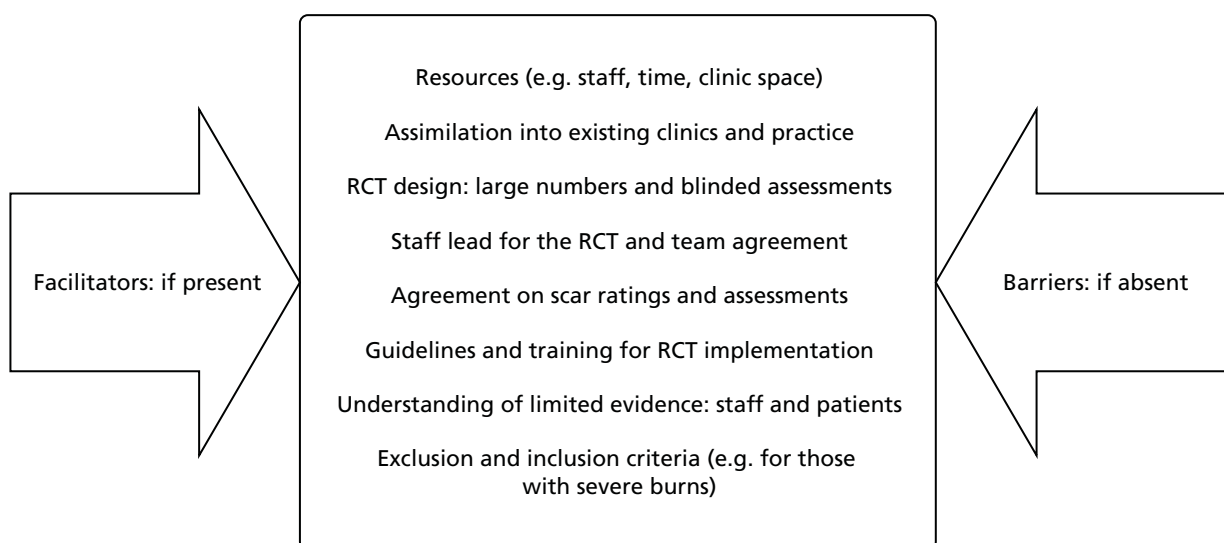 Resources (e.g. staff, time, clinic space)
Assimilation into existing clinics and practice
RCT design: large numbers and blinded assessments
Staff lead for the RCT and team agreement
Facilitators: if present
Barriers: if absent
Agreement on scar ratings and assessments
Guidelines and training for RCT implementation
Understanding of limited evidence: staff and patients
Exclusion and inclusion criteria (e.g. for those
with severe burns)